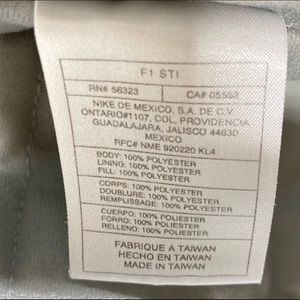 F1 STI
RN# 56323 CA# 05553
NIKE DE MEXICO, S.A. DE C.V.
ONTARIO#1107, COL. PROVIDENCIA
GUADALAJARA, JALISCO 44630
MEXICO
RFC# NME 920220 KL4
BODY: 100% POLYESTER
LINING: 100% POLYESTER
FILL: 100% POLYESTER
CORPS: 100% POLYESTER
DOUBLURE: 100% POLYESTER
REMPLISSAGE: 100% POLYESTER
CUERPO: 100% POLIESTER
FORRO: 100% POLIESTER
RELLENO: 100% POLIESTER
FABRIQUE A TAIWAN
HECHO EN TAIWAN
MADE IN TAIWAN